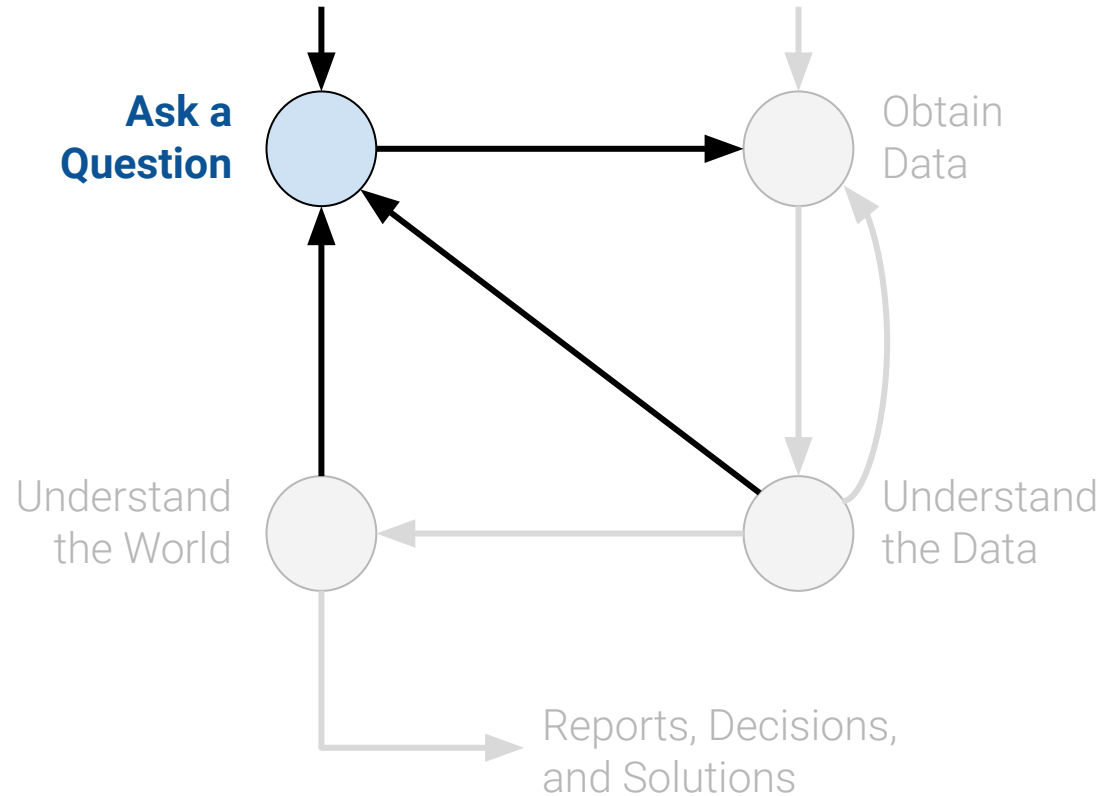 Ask a
Question
Obtain
Data
Understand
the World
Understand
the Data
Reports, Decisions,
and Solutions